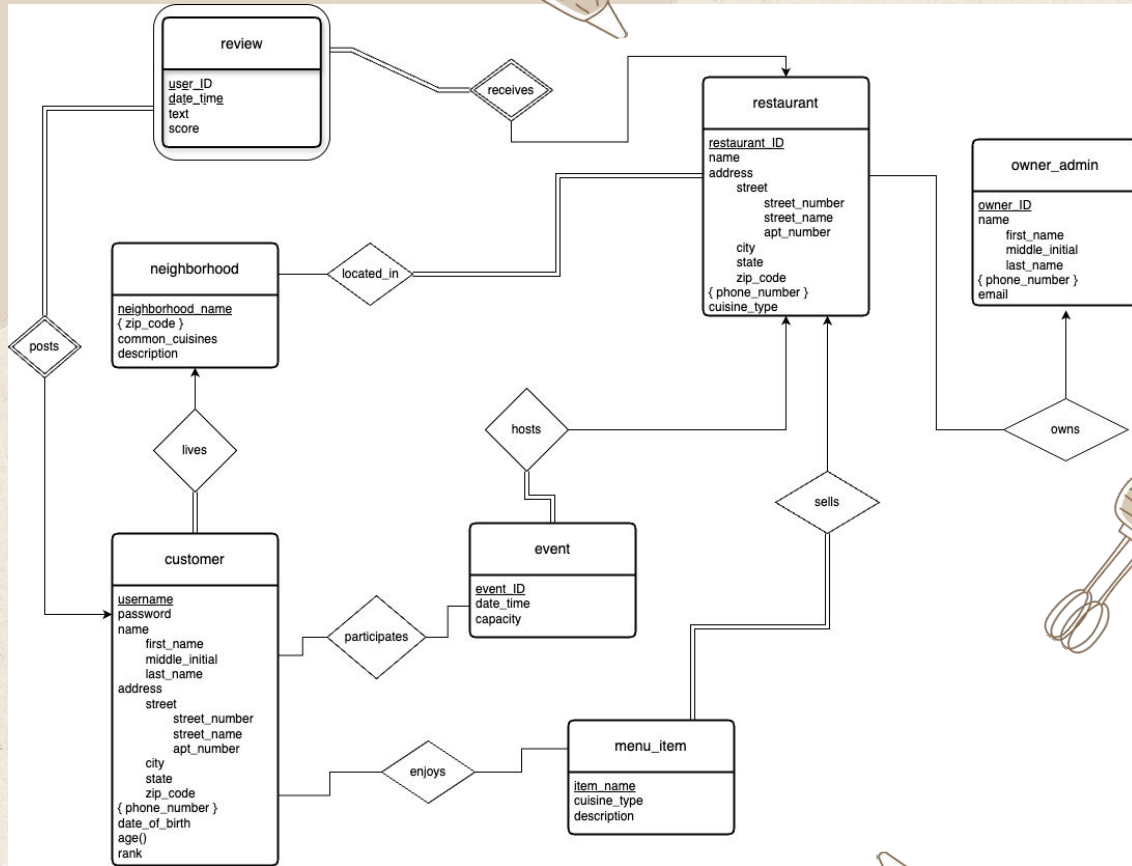 review
user_ID
date_time
text
score
receives
restaurant
restaurant_ID
name
address
street
street_number
street_name
apt_number
city
state
zip_code
{ phone_number }
cuisine_type
owner_admin
owner_ID
name
first_name
middle_initial
last_name
{ phone_number }
email
neighborhood
neighborhood_name
{ zip_code }
common_cuisines
description
located_in
posts
lives
hosts
owns
sells
customer
username
password
name
first_name
middle_initial
last_name
address
street
street_number
street_name
apt_number
city
state
zip_code
{ phone_number }
date_of_birth
age()
rank
event
event_ID
date_time
capacity
participates
enjoys
menu_item
item_name
cuisine_type
description